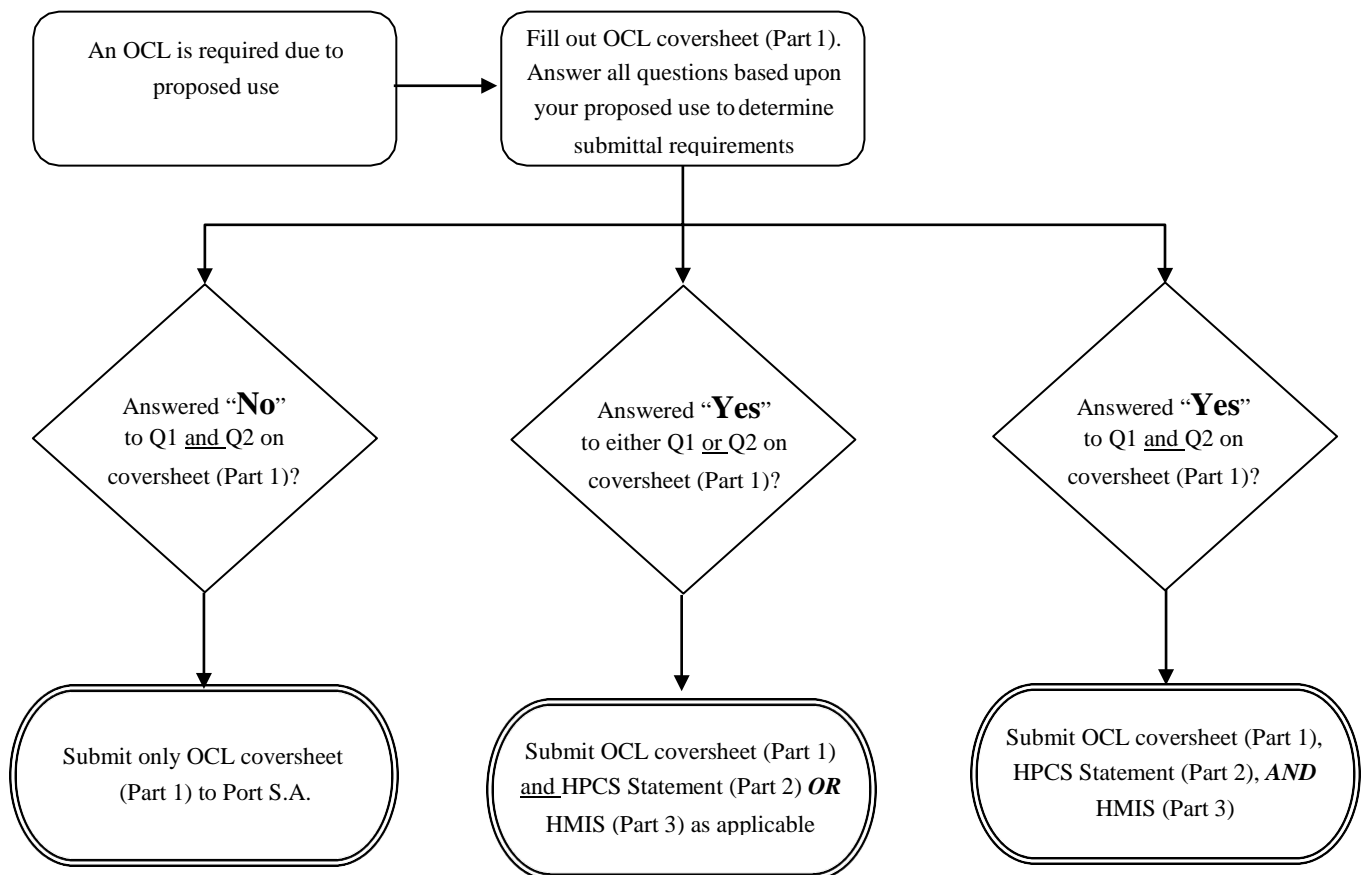 An OCL is required due to
proposed use
Fill out OCL coversheet (Part 1).
Answer all questions based upon
your proposed use to determine
submittal requirements
Answered “No”
to Q1 and Q2 on
coversheet (Part 1)?
Answered “Yes”
to either Q1 or Q2 on
coversheet (Part 1)?
Answered “Yes”
to Q1 and Q2 on
coversheet (Part 1)?
Submit only OCL coversheet
(Part 1) to Port S.A.
Submit OCL coversheet (Part 1)
and HPCS Statement (Part 2) OR
HMIS (Part 3) as applicable
Submit OCL coversheet (Part 1),
HPCS Statement (Part 2), AND
HMIS (Part 3)